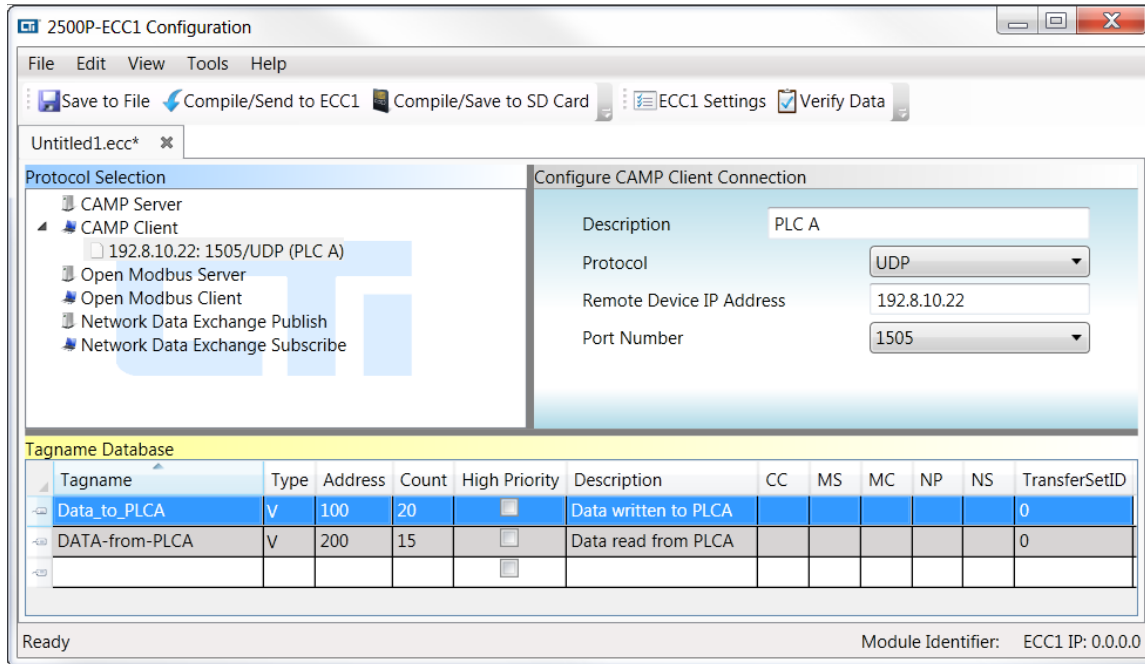 CTi 2500P-ECC1 Configuration
File Edit View Tools Help
Save to File Compile/Send to ECC1 Compile/Save to SD Card ECC1 Settings Verify Data
Untitled1.ecc*
Protocol Selection
CAMP Server
CAMP Client
192.8.10.22: 1505/UDP (PLC A)
Open Modbus Server
Open Modbus Client
Network Data Exchange Publish
Network Data Exchange Subscribe
CTi
Configure CAMP Client Connection
Description PLC A
Protocol UDP
Remote Device IP Address 192.8.10.22
Port Number 1505
Tagname Database
Tagname Type Address Count High Priority Description CC MS MC NP NS TransferSetID
Data_to_PLCA V 100 20 Data written to PLCA 0
DATA-from-PLCA V 200 15 Data read from PLCA 0
Ready Module Identifier: ECC1 IP: 0.0.0.0